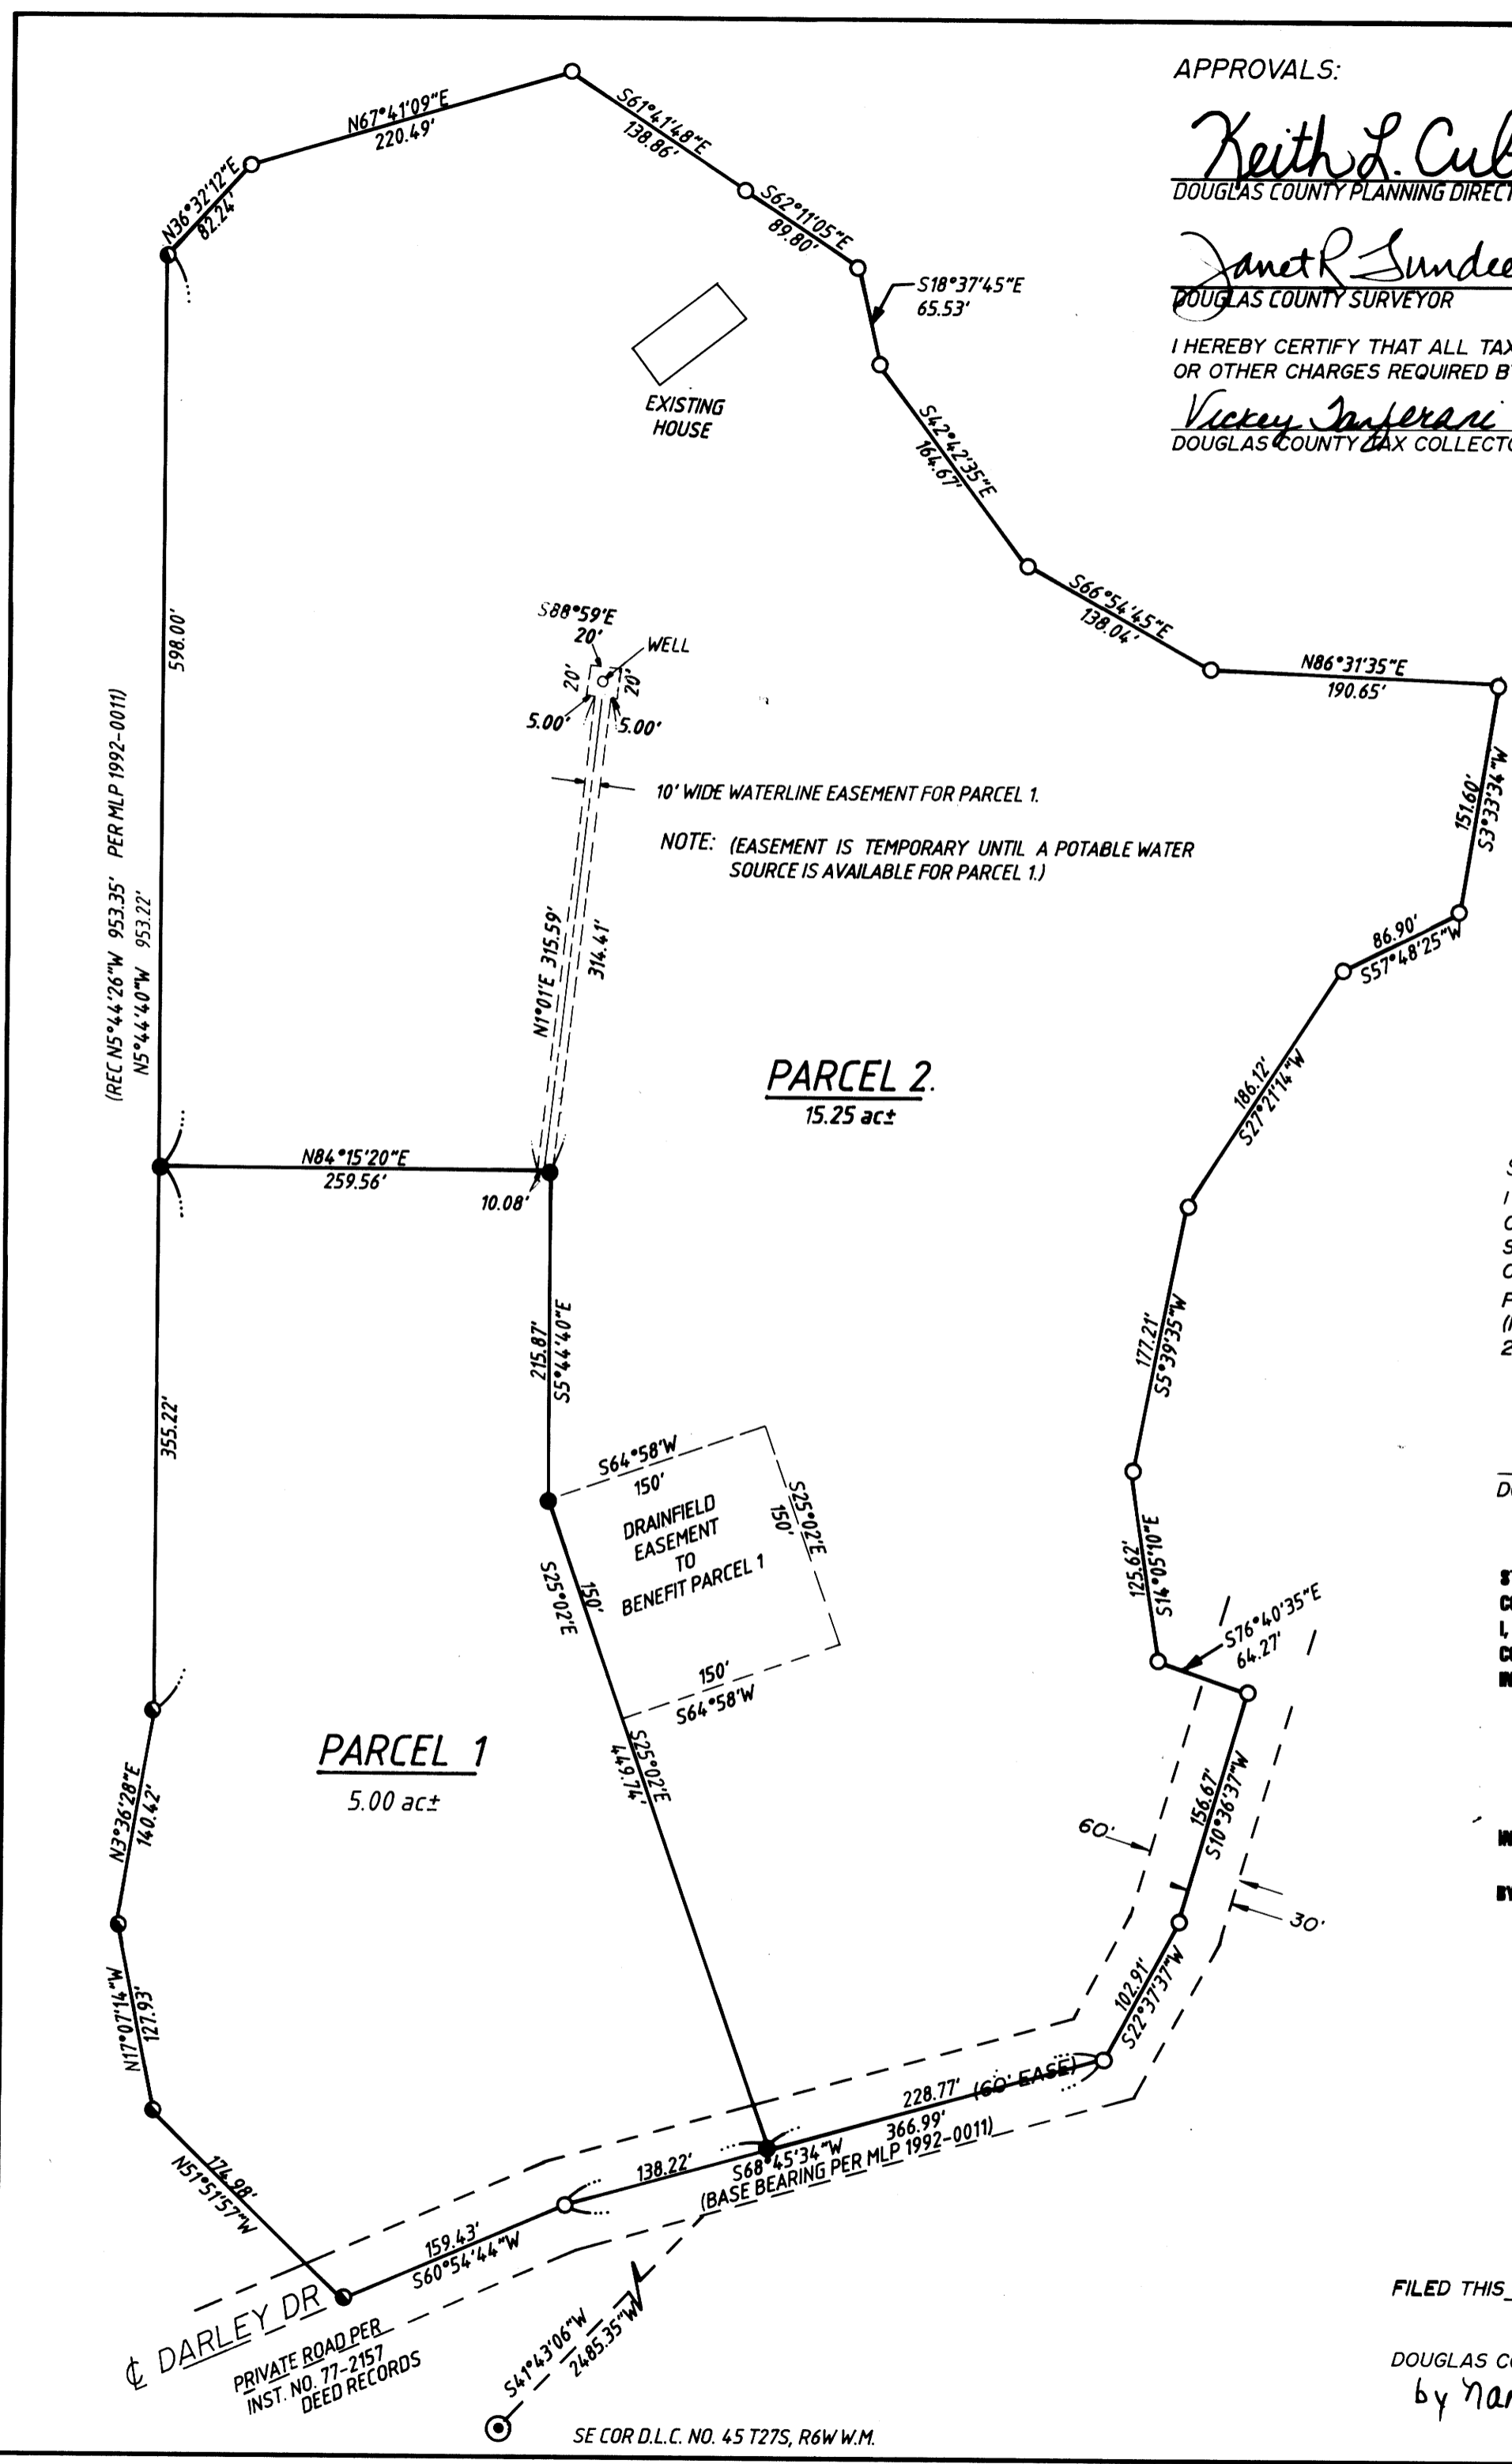 APPROVALS:
Keith L. Cub
DOUGLAS COUNTY PLANNING DIRECT
Janet R Sundee
DOUGLAS COUNTY SURVEYOR
I HEREBY CERTIFY THAT ALL TAX
OR OTHER CHARGES REQUIRED B
Vickey
DOUGLAS COUNTY TAX COLLECTO
N67°41'09"E
220.49'
N36°32'12"E
82.24'
S61°41'48"E
138.86'
S62°11'05"E
89.80'
S18°37'45"E
65.53'
EXISTING
HOUSE
S42°42'35"E
164.67'
S66°54'45"E
138.04'
N86°31'35"E
190.65'
151.60'
S3°33'34"W
86.90'
S57°48'25"W
186.12'
S27°21'14"W
177.21'
S5°39'35"W
125.62'
S14°05'10"E
S76°40'35"E
64.27'
156.67'
S10°36'37"W
60'
30'
102.91'
S22°37'37"W
598.00'
(REC N5°44'26"W 953.35' PER MLP 1992-0011)
N5°44'40"W 953.22'
S88°59'E
20'
WELL
20'
20'
5.00'
5.00'
10' WIDE WATERLINE EASEMENT FOR PARCEL 1.
NOTE: (EASEMENT IS TEMPORARY UNTIL A POTABLE WATER
SOURCE IS AVAILABLE FOR PARCEL 1.)
N1°01'E 315.59'
314.41'
PARCEL 2.
15.25 ac±
N84°15'20"E
259.56'
10.08'
215.87'
S5°44'40"E
355.22'
S64°58'W
150'
DRAINFIELD
EASEMENT
TO
BENEFIT PARCEL 1
S25°02'E
150'
S25°02'E
150'
150'
S64°58'W
S25°02'E
449.74'
PARCEL 1
5.00 ac±
N3°36'28"E
140.42'
N17°07'14"W
127.93'
174.98'
N51°51'57"W
159.43'
S60°54'44"W
138.22'
228.77' (60' EASE)
366.99'
S68°45'34"W
(BASE BEARING PER MLP 1992-0011)
℄ DARLEY DR
PRIVATE ROAD PER
INST. NO. 77-2157
DEED RECORDS
S41°43'06"W
2485.35'
SE COR D.L.C. NO. 45 T27S, R6W W.M.
FILED THIS
DOUGLAS C
by Nan